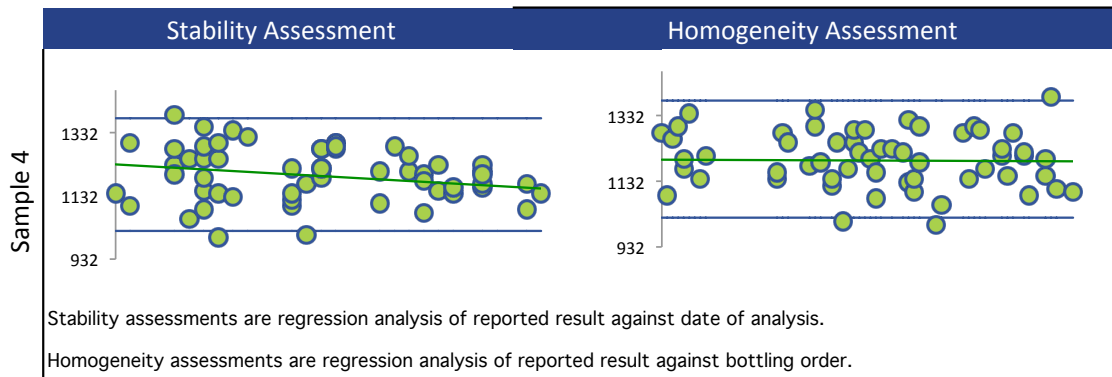 Stability Assessment
Homogeneity Assessment
Sample 4
1332
1132
932
1332
1132
932
Stability assessments are regression analysis of reported result against date of analysis.
Homogeneity assessments are regression analysis of reported result against bottling order.